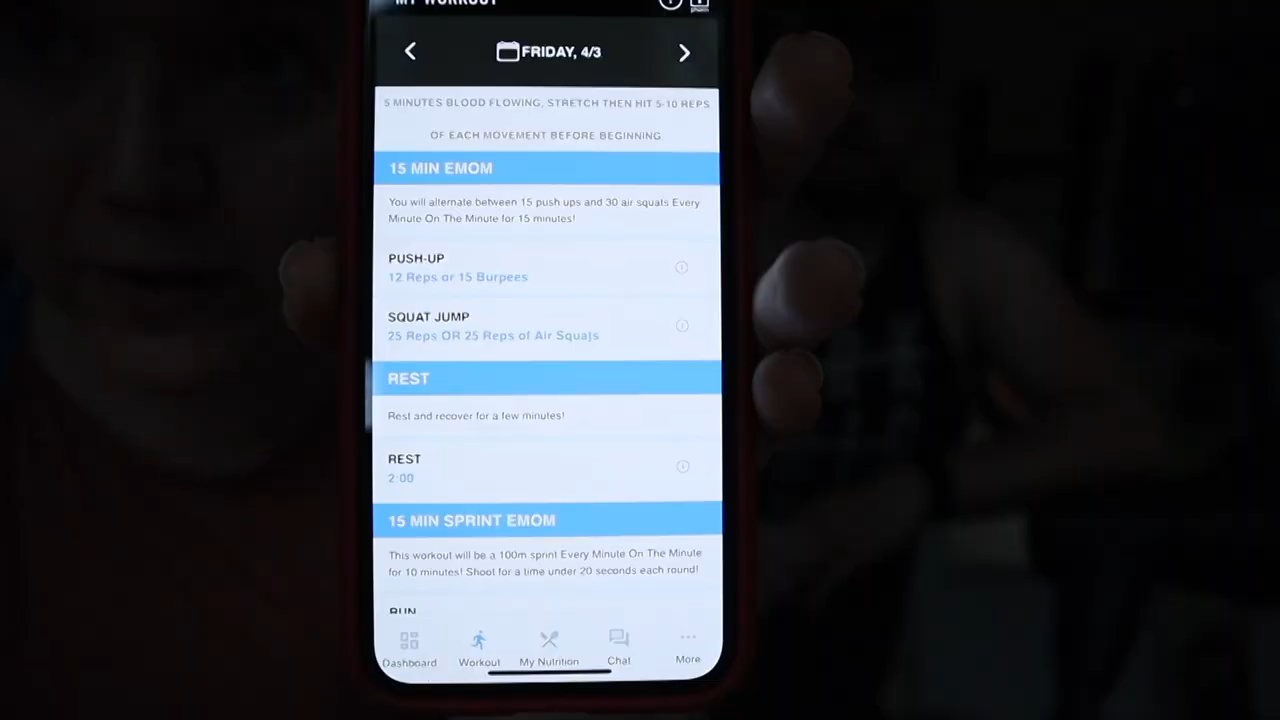 MY WORKOUT
FRIDAY, 4/3
5 MINUTES BLOOD FLOWING, STRETCH THEN HIT 5-10 REPS
OF EACH MOVEMENT BEFORE BEGINNING.
15 MIN EMOM
You will alternate between 15 push ups and 30 air squats Every
Minute On The Minute for 15 minutes!
PUSH-UP
12 Reps or 15 Burpees
SQUAT JUMP
25 Reps OR 25 Reps of Air Squats
REST
Rest and recover for a few minutes!
REST
2:00
15 MIN SPRINT EMOM
This workout will be a 100m sprint Every Minute On The Minute
for 10 minutes! Shoot for a time under 20 seconds each round!
RUN
Dashboard Workout My Nutrition Chat More